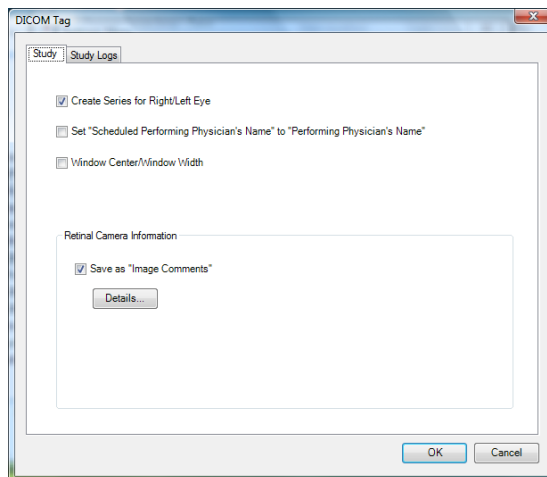 DICOM Tag
Study Study Logs
Create Series for Right/Left Eye
Set "Scheduled Performing Physician's Name" to "Performing Physician's Name"
Window Center/Window Width
Retinal Camera Information
Save as "Image Comments"
Details...
OK Cancel